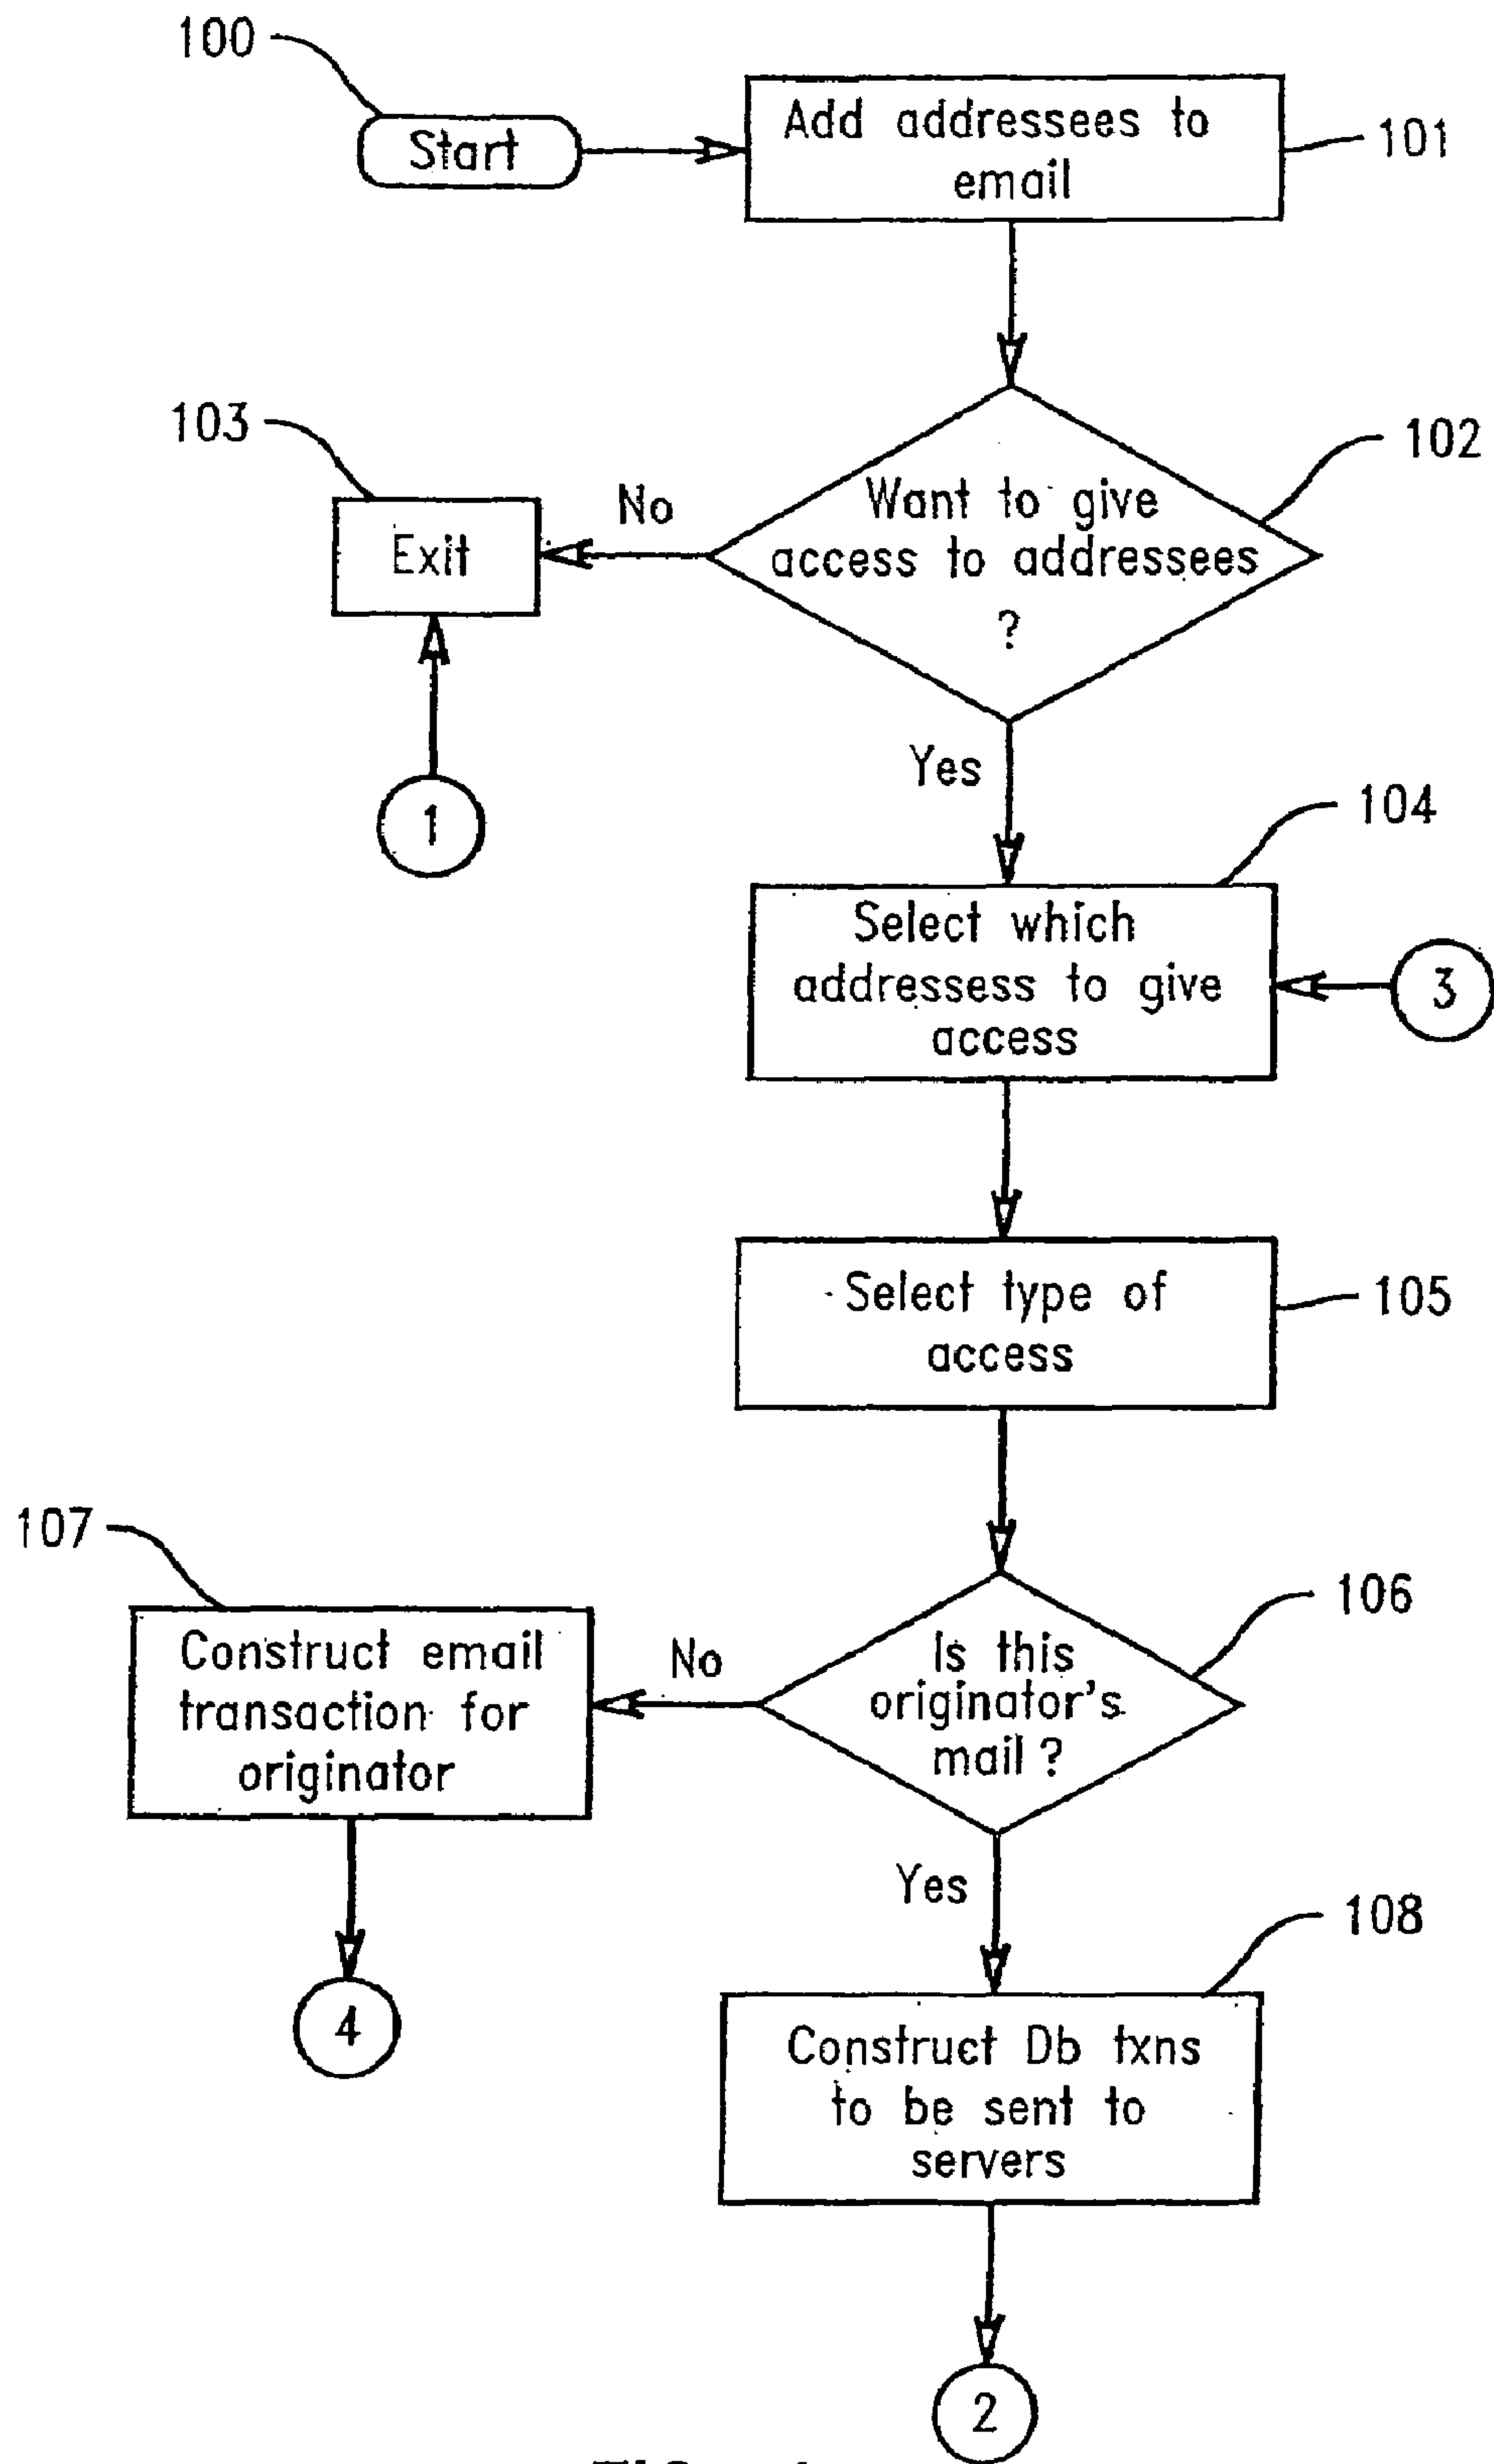 100
Start
Add addressees to
email
101
103
Exit
No
Want to give
access to addressees
?
102
1
Yes
104
Select which
addressess to give
access
3
Select type of
access
105
107
Construct email
transaction for
originator
No
Is this
originator's
mail ?
106
4
Yes
108
Construct Db txns
to be sent to
servers
2